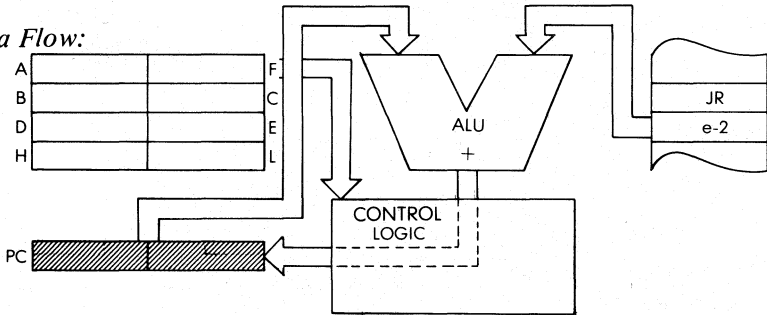 a Flow:
A F
B C
D E
H L
PC
ALU
+
CONTROL
LOGIC
JR
e-2